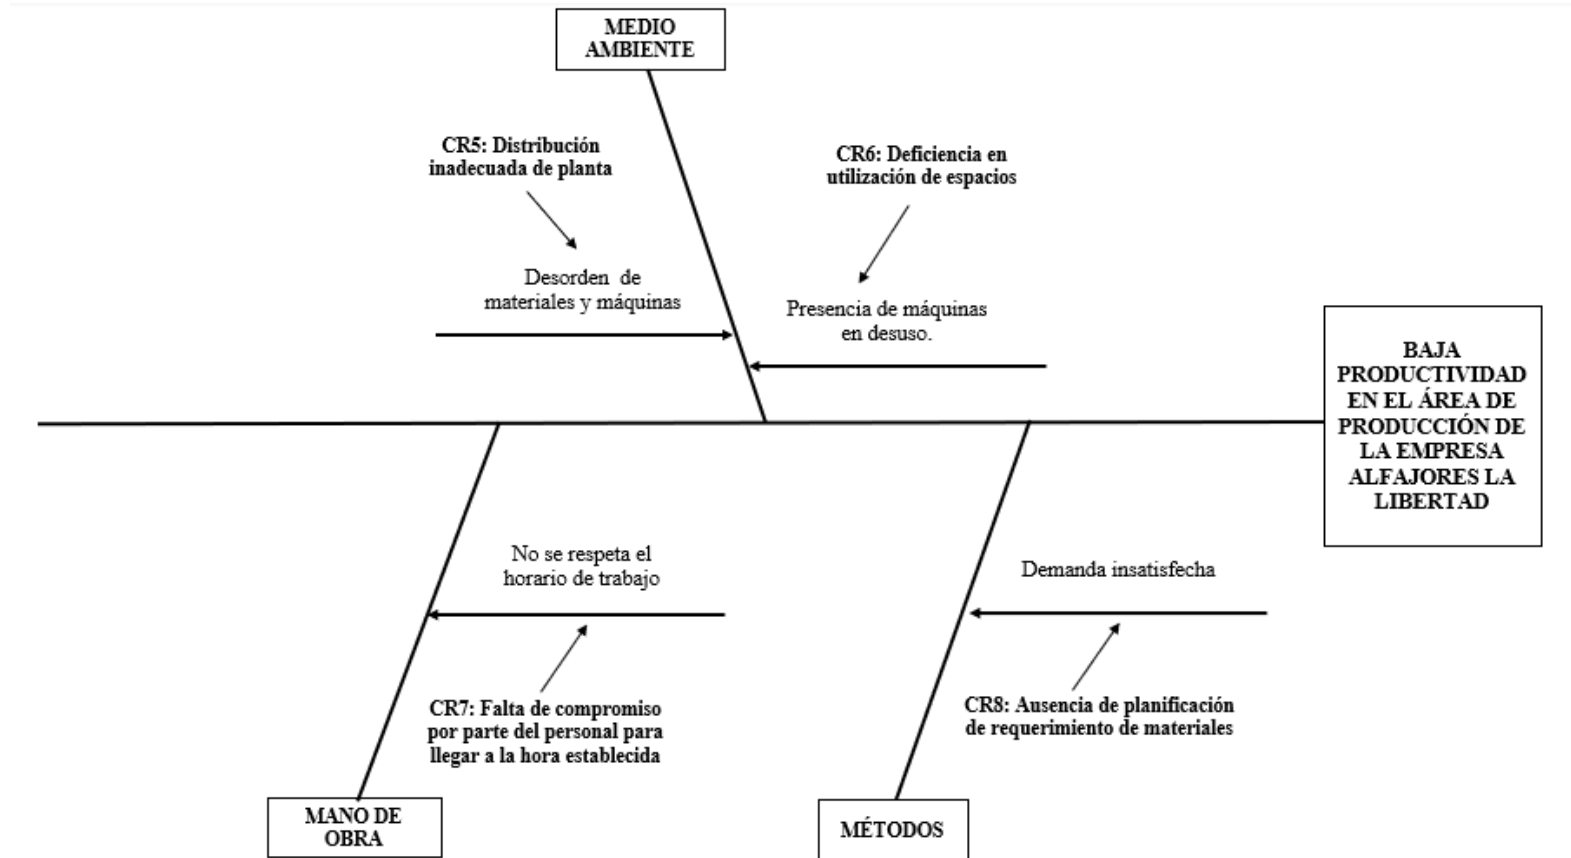 MEDIO
AMBIENTE
CR5: Distribución
inadecuada de planta
CR6: Deficiencia en
utilización de espacios
Desorden de
materiales y máquinas
Presencia de máquinas
en desuso.
BAJA
PRODUCTIVIDAD
EN EL ÁREA DE
PRODUCCIÓN DE
LA EMPRESA
ALFAJORES LA
LIBERTAD
No se respeta el
horario de trabajo
Demanda insatisfecha
CR7: Falta de compromiso
por parte del personal para
llegar a la hora establecida
CR8: Ausencia de planificación
de requerimiento de materiales
MANO DE
OBRA
MÉTODOS